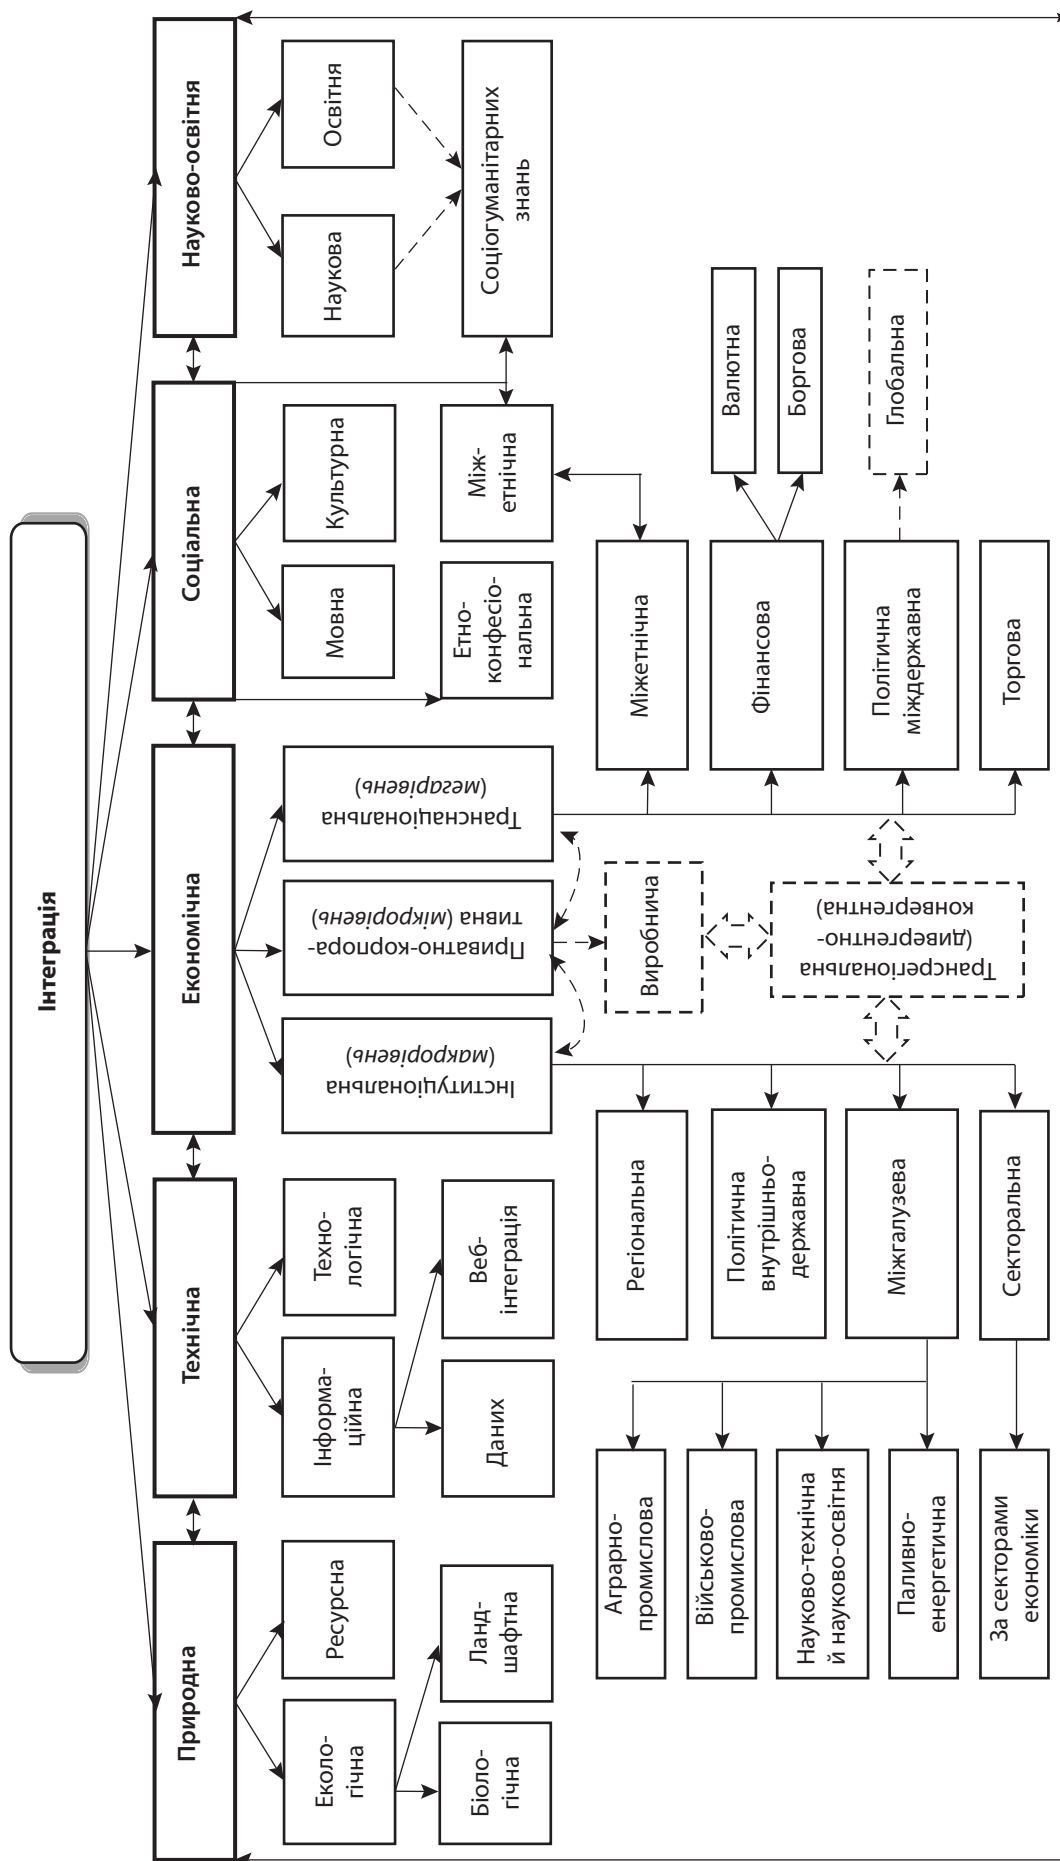 Інтеграція
Природна
Технічна
Економічна
Соціальна
Науково-освітня
Еколо-
гічна
Ресурсна
Інформа-
ційна
Техно-
логічна
Інституціональна
(макрорівень)
Приватно-корпора-
тивна (мікрорівень)
Транснаціональна
(мегарівень)
Мовна
Культурна
Наукова
Освітня
Біоло-
гічна
Ланд-
шафтна
Даних
Веб-
інтеграція
Етно-
конфесіо-
нальна
Між-
етнічна
Соціогуманітарних
знань
Аграрно-
промислова
Регіональна
Виробнича
Міжетнічна
Військово-
промислова
Політична
внутрішньо-
державна
Фінансова
Валютна
Боргова
Науково-технічна
й науково-освітня
Міжгалузева
Трансрегіональна
(дивергентно-
конвергентна)
Політична
міждержавна
Глобальна
Паливно-
енергетична
За секторами
економіки
Секторальна
Торгова